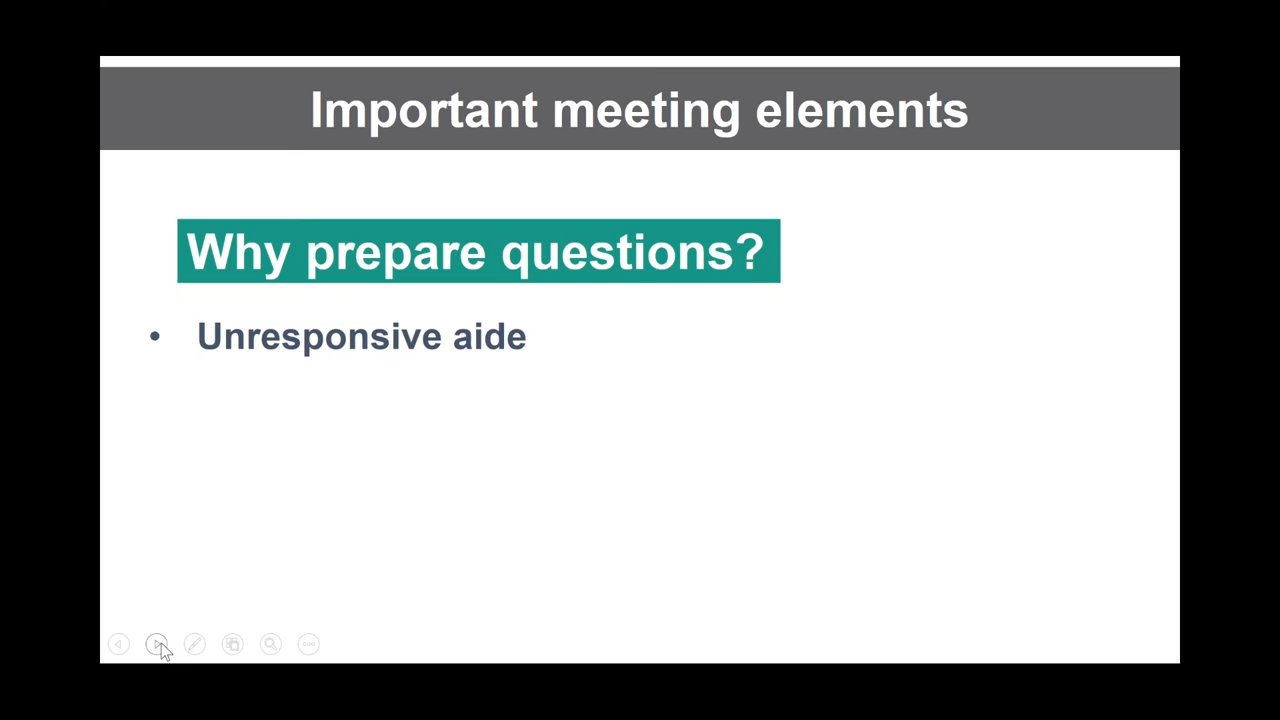 Important meeting elements
Why prepare questions?
• Unresponsive aide